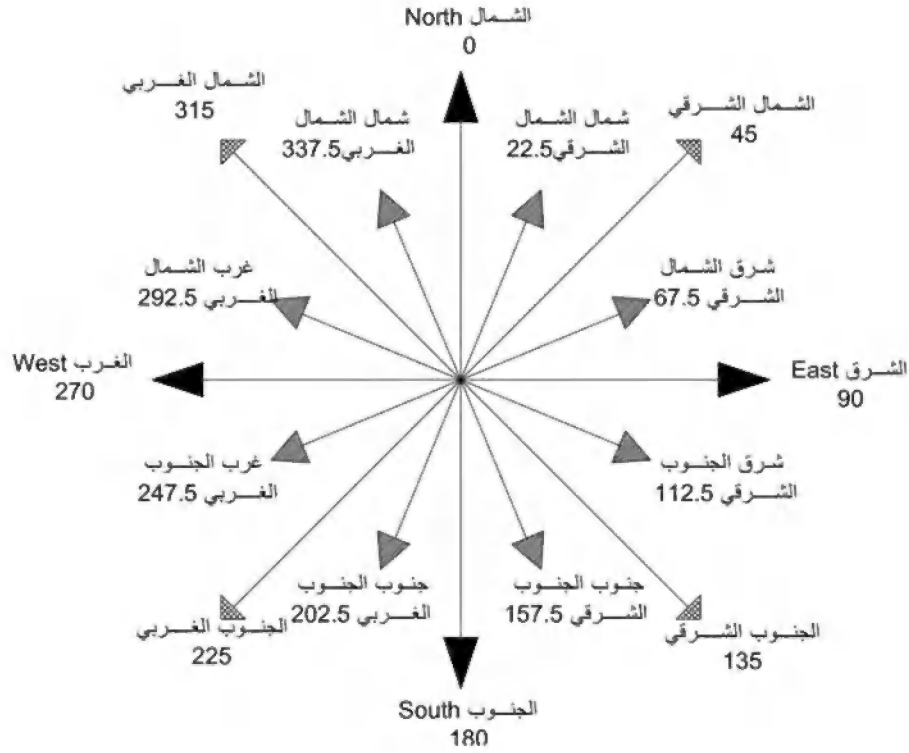 الشمال North
0
الشمال الغربي
315
شمال الشمال
الغربي337.5
شمال الشمال
الشرقي22.5
الشمال الشرقي
45
غرب الشمال
الغربي 292.5
شرق الشمال
الشرقي 67.5
الغرب West
270
الشرق East
90
غرب الجنوب
الغربي 247.5
شرق الجنوب
الشرقي 112.5
الجنوب الغربي
225
جنوب الجنوب
الغربي 202.5
جنوب الجنوب
الشرقي 157.5
الجنوب الشرقي
135
الجنوب South
180